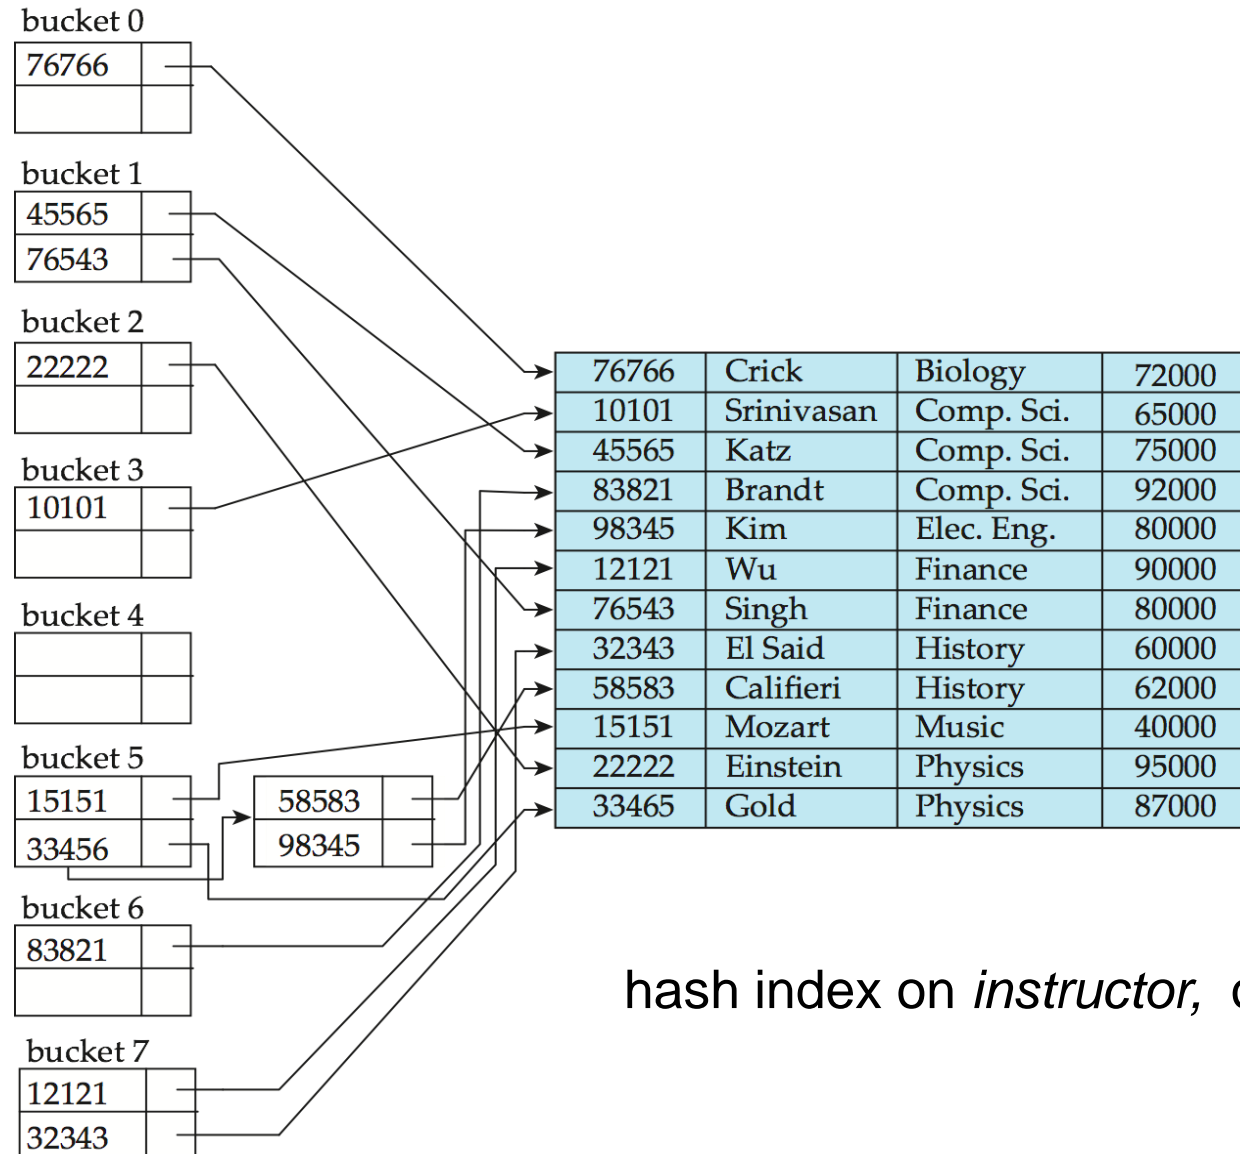 bucket 0
76766
bucket 1
45565
76543
bucket 2
22222
bucket 3
10101
bucket 4
bucket 5
15151
33456
58583
98345
bucket 6
83821
bucket 7
12121
32343
76766 Crick Biology 72000
10101 Srinivasan Comp. Sci. 65000
45565 Katz Comp. Sci. 75000
83821 Brandt Comp. Sci. 92000
98345 Kim Elec. Eng. 80000
12121 Wu Finance 90000
76543 Singh Finance 80000
32343 El Said History 60000
58583 Califieri History 62000
15151 Mozart Music 40000
22222 Einstein Physics 95000
33465 Gold Physics 87000
hash index on instructor,